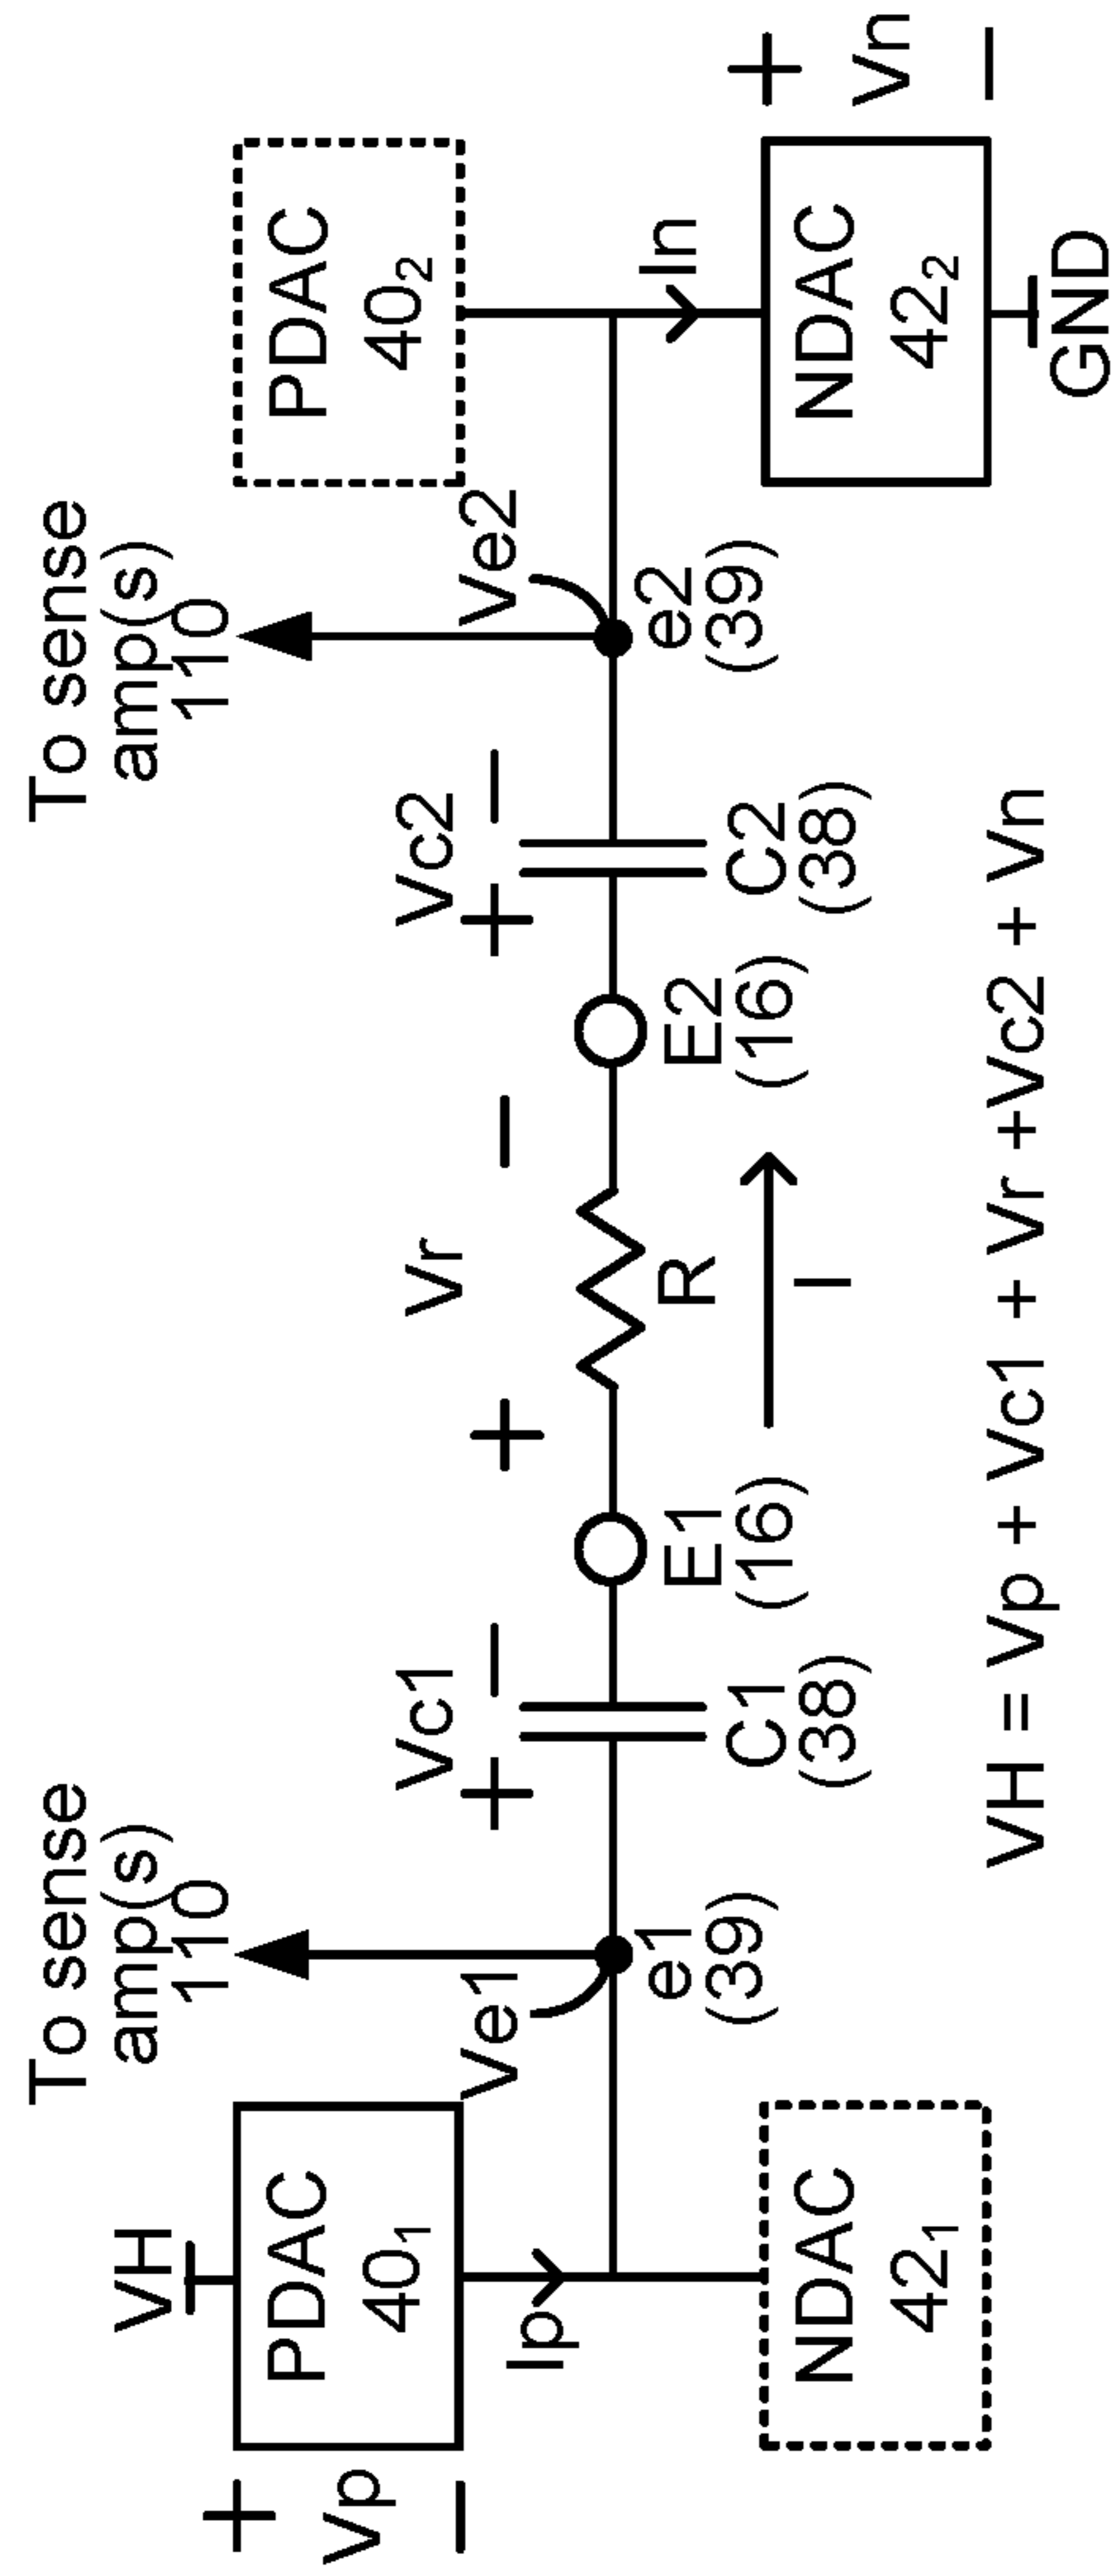 To sense
amp(s)
110
To sense
amp(s)
110
VH
+
Vp
−
PDAC
40₁
Ip
NDAC
42₁
Ve1
e1
(39)
+ Vc1 −
C1
(38)
E1
(16)
+ Vr −
R
I
E2
(16)
+ Vc2 −
C2
(38)
Ve2
e2
(39)
PDAC
40₂
In
NDAC
42₂
+
Vn
−
GND
VH = Vp + Vc1 + Vr +Vc2 + Vn